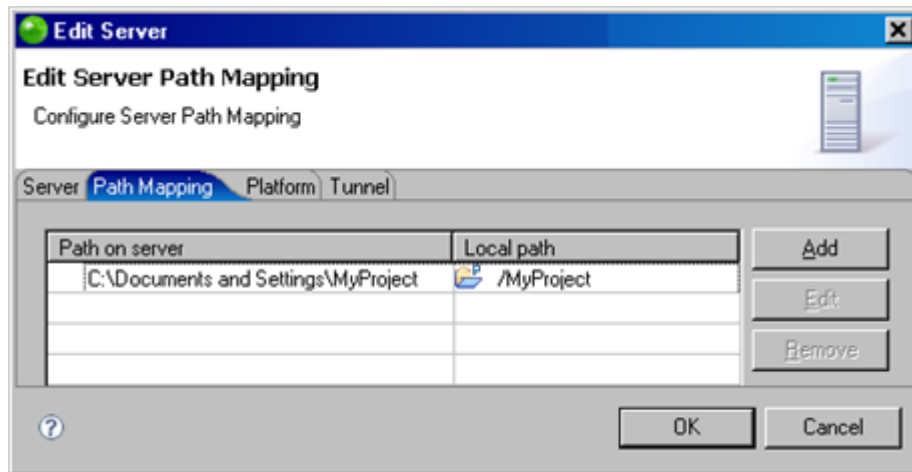 Edit Server
Edit Server Path Mapping
Configure Server Path Mapping
Server Path Mapping Platform Tunnel
Path on server Local path Add
C:\Documents and Settings\MyProject /MyProject
Edit
Remove
? OK Cancel